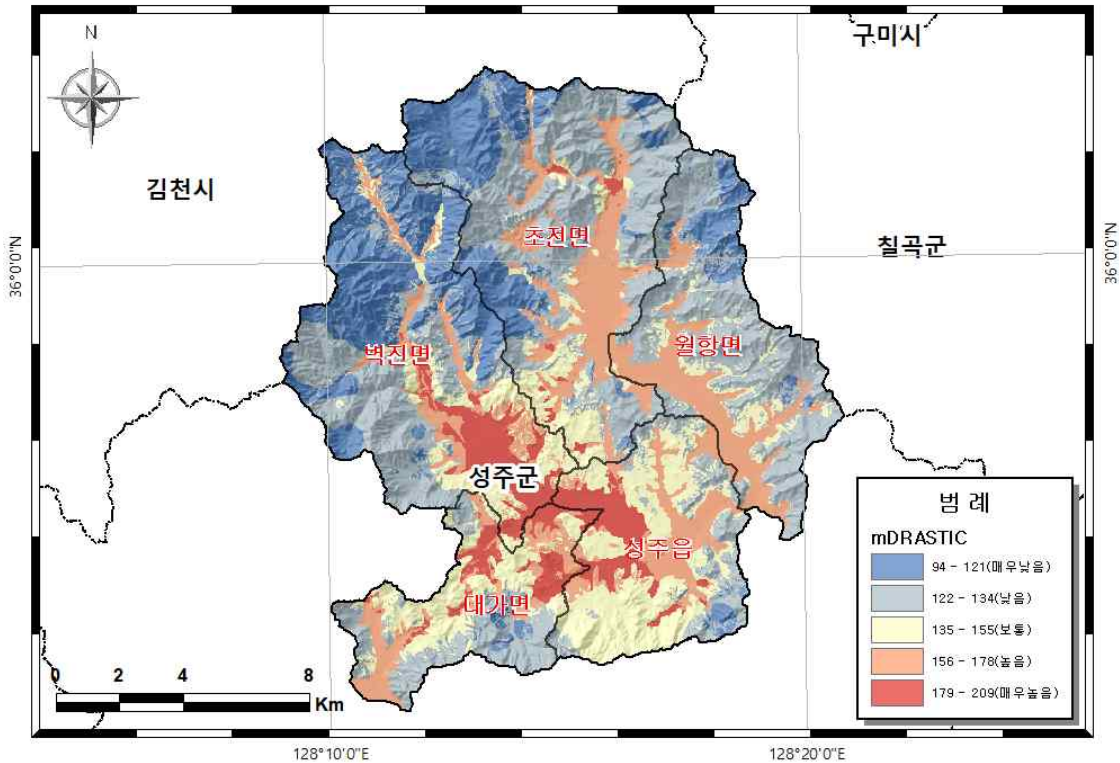 N
구미시
김천시
칠곡군
초전면
월항면
벽진면
성주군
성주읍
대가면
36°0'0"N
36°0'0"N
128°10'0"E
128°20'0"E
0 2 4 8
Km
범 례
mDRASTIC
94 - 121(매우낮음)
122 - 134(낮음)
135 - 155(보통)
156 - 178(높음)
179 - 209(매우높음)